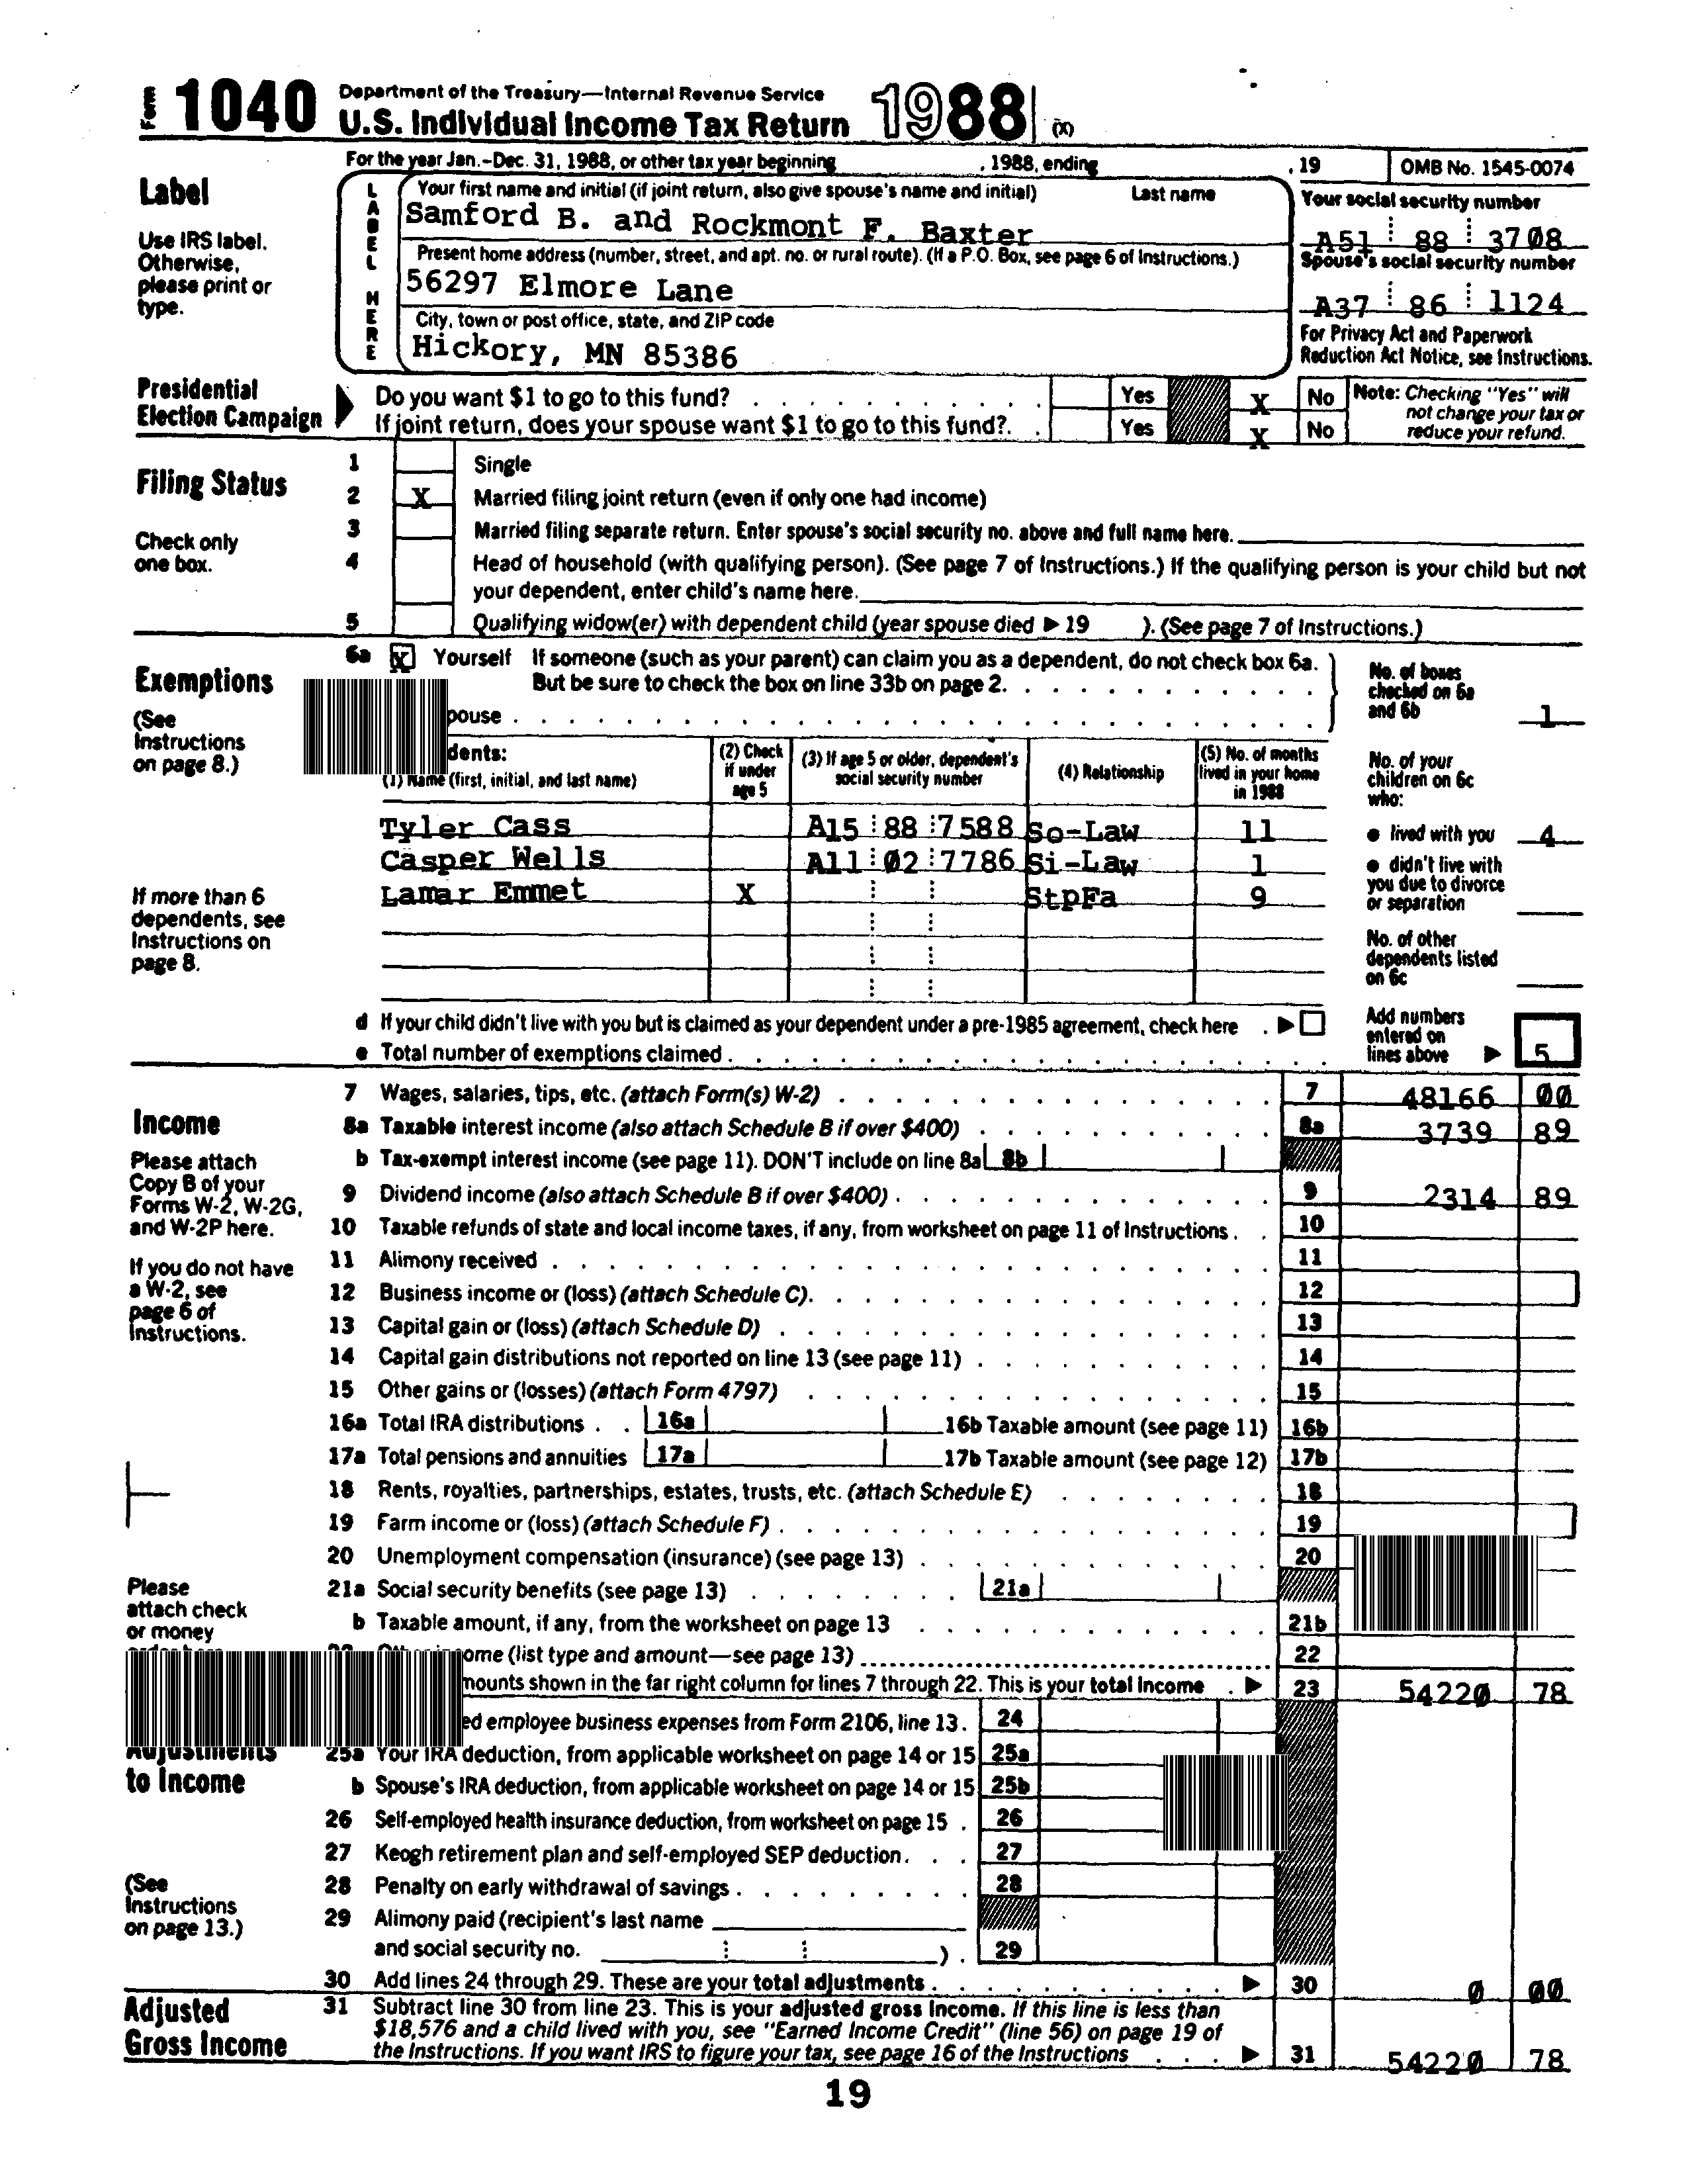 Form 1040 Department of the Treasury—Internal Revenue Service
U.S. Individual Income Tax Return 1988 (X)
For the year Jan.-Dec. 31, 1988, or other tax year beginning , 1988, ending , 19 OMB No. 1545-0074
Label
Use IRS label.
Otherwise,
please print or
type.
LABEL HERE
Your first name and initial (if joint return, also give spouse's name and initial) Last name
Samford B. and Rockmont F. Baxter
Present home address (number, street, and apt. no. or rural route). (If a P.O. Box, see page 6 of Instructions.)
56297 Elmore Lane
City, town or post office, state, and ZIP code
Hickory, MN 85386
Your social security number
A51 88 3708
Spouse's social security number
A37 86 1124
For Privacy Act and Paperwork
Reduction Act Notice, see Instructions.
Presidential
Election Campaign
Do you want $1 to go to this fund? Yes X No
If joint return, does your spouse want $1 to go to this fund?. Yes X No
Note: Checking "Yes" will
not change your tax or
reduce your refund.
Filing Status
Check only
one box.
1 Single
2 X Married filing joint return (even if only one had income)
3 Married filing separate return. Enter spouse's social security no. above and full name here.
4 Head of household (with qualifying person). (See page 7 of Instructions.) If the qualifying person is your child but not
your dependent, enter child's name here.
5 Qualifying widow(er) with dependent child (year spouse died ▶ 19 ). (See page 7 of Instructions.)
Exemptions
(See
Instructions
on page 8.)
6a X Yourself If someone (such as your parent) can claim you as a dependent, do not check box 6a.
But be sure to check the box on line 33b on page 2.
pouse
No. of boxes
checked on 6a
and 6b 1
dents:
(1) Name (first, initial, and last name)
(2) Check
if under
age 5
(3) If age 5 or older, dependent's
social security number
(4) Relationship
(5) No. of months
lived in your home
in 1988
Tyler Cass A15 88 7588 So-Law 11
Casper Wells A11 02 7786 Si-Law 1
Lamar Emmet X StpFa 9
If more than 6
dependents, see
Instructions on
page 8.
No. of your
children on 6c
who:
● lived with you 4
● didn't live with
you due to divorce
or separation
No. of other
dependents listed
on 6c
d If your child didn't live with you but is claimed as your dependent under a pre-1985 agreement, check here ▶
e Total number of exemptions claimed
Add numbers
entered on
lines above ▶ 5
Income
Please attach
Copy B of your
Forms W-2, W-2G,
and W-2P here.
If you do not have
a W-2, see
page 6 of
Instructions.
7 Wages, salaries, tips, etc. (attach Form(s) W-2) 7 48166 00
8a Taxable interest income (also attach Schedule B if over $400) 8a 3739 89
b Tax-exempt interest income (see page 11). DON'T include on line 8a 8b
9 Dividend income (also attach Schedule B if over $400) 9 2314 89
10 Taxable refunds of state and local income taxes, if any, from worksheet on page 11 of Instructions 10
11 Alimony received 11
12 Business income or (loss) (attach Schedule C) 12
13 Capital gain or (loss) (attach Schedule D) 13
14 Capital gain distributions not reported on line 13 (see page 11) 14
15 Other gains or (losses) (attach Form 4797) 15
16a Total IRA distributions 16a 16b Taxable amount (see page 11) 16b
17a Total pensions and annuities 17a 17b Taxable amount (see page 12) 17b
18 Rents, royalties, partnerships, estates, trusts, etc. (attach Schedule E) 18
19 Farm income or (loss) (attach Schedule F) 19
20 Unemployment compensation (insurance) (see page 13) 20
21a Social security benefits (see page 13) 21a
b Taxable amount, if any, from the worksheet on page 13 21b
Please
attach check
or money
ome (list type and amount—see page 13) 22
mounts shown in the far right column for lines 7 through 22. This is your total income ▶ 23 54220 78
ed employee business expenses from Form 2106, line 13. 24
Adjustments
to Income
(See
Instructions
on page 13.)
25a Your IRA deduction, from applicable worksheet on page 14 or 15 25a
b Spouse's IRA deduction, from applicable worksheet on page 14 or 15 25b
26 Self-employed health insurance deduction, from worksheet on page 15 26
27 Keogh retirement plan and self-employed SEP deduction 27
28 Penalty on early withdrawal of savings 28
29 Alimony paid (recipient's last name
and social security no. ) 29
30 Add lines 24 through 29. These are your total adjustments ▶ 30 0 00
Adjusted
Gross Income
31 Subtract line 30 from line 23. This is your adjusted gross income. If this line is less than
$18,576 and a child lived with you, see "Earned Income Credit" (line 56) on page 19 of
the Instructions. If you want IRS to figure your tax, see page 16 of the Instructions ▶ 31 54220 78
19